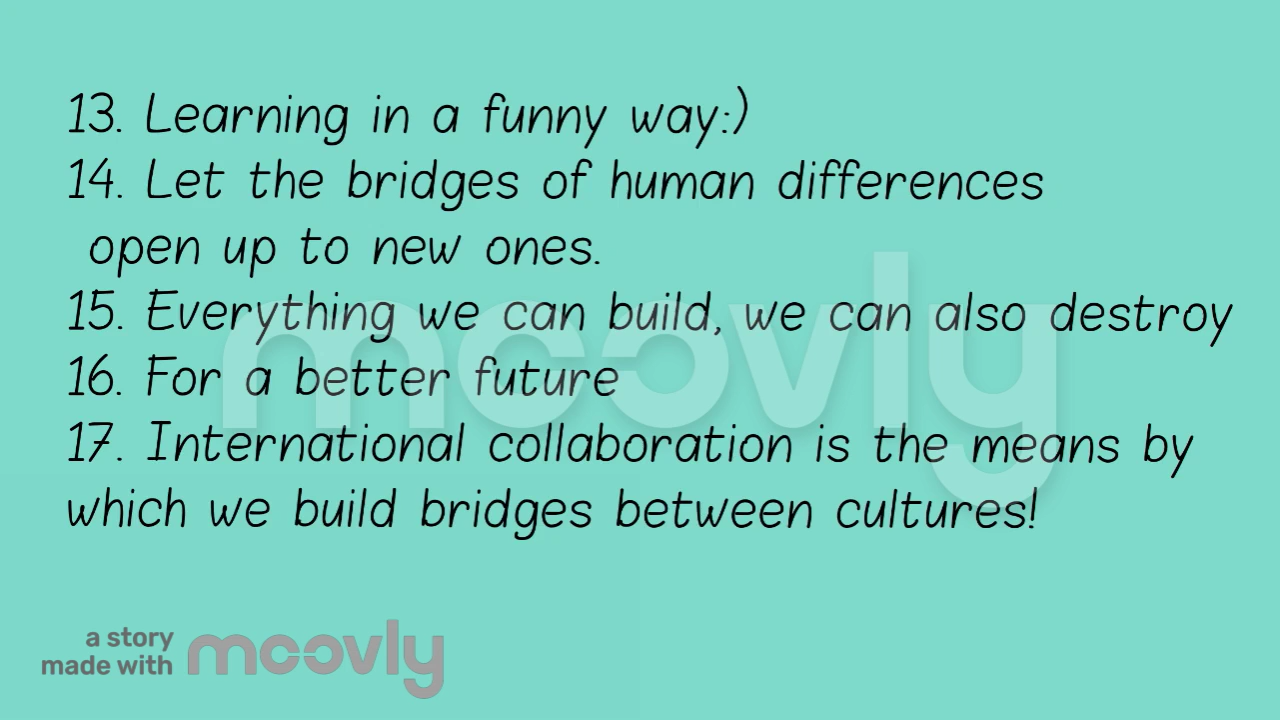 13. Learning in a funny way:)
14. Let the bridges of human differences
open up to new ones.
15. Everything we can build, we can also destroy
16. For a better future
17. International collaboration is the means by
which we build bridges between cultures!
moovly
a story
made with moovly